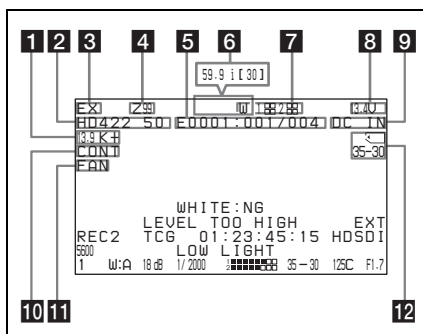 1 2 3 4 5 6 7 8 9
59.9 i [ 30 ]
EX Z99 W 1 2 13.4V
HD422 50 E0001:001/004 DC IN
13.9 K+
CONT 35-30
FAN
WHITE:NG
LEVEL TOO HIGH EXT
REC2 TCG 01:23:45:15 HDSDI
5600 LOW LIGHT
1 W:A 18 dB 1/2000 35-30 125C F1.7
10 11 12